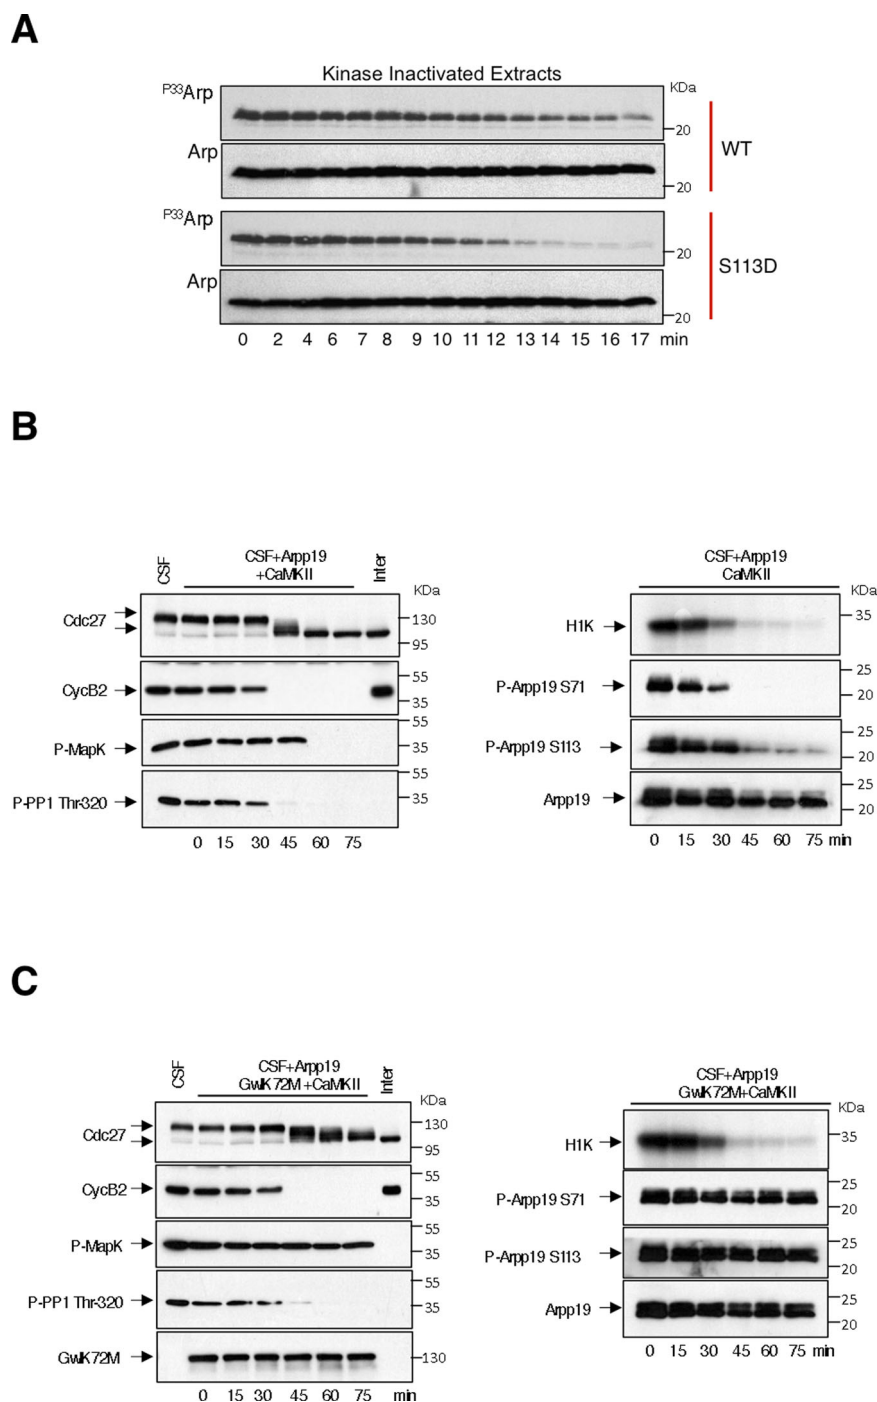 A
Kinase Inactivated Extracts
P33Arp
KDa
20
WT
Arp
20
P33Arp
20
S113D
Arp
20
0 2 4 6 7 8 9 10 11 12 13 14 15 16 17 min
B
CSF
CSF+Arpp19
+CaMKII
Inter
KDa
Cdc27
130
95
CycB2
55
35
P-MapK
55
35
P-PP1 Thr-320
55
35
0 15 30 45 60 75
CSF+Arpp19
CaMKII
KDa
H1K
35
P-Arpp19 S71
25
20
P-Arpp19 S113
25
20
Arpp19
25
20
0 15 30 45 60 75 min
C
CSF
CSF+Arpp19
GwlK72M +CaMKII
Inter
KDa
Cdc27
130
95
CycB2
55
35
P-MapK
55
35
P-PP1 Thr-320
55
35
GwlK72M
130
0 15 30 45 60 75 min
CSF+Arpp19
GwlK72M+CaMKII
KDa
H1K
35
P-Arpp19 S71
25
20
P-Arpp19 S113
25
20
Arpp19
25
20
0 15 30 45 60 75 min